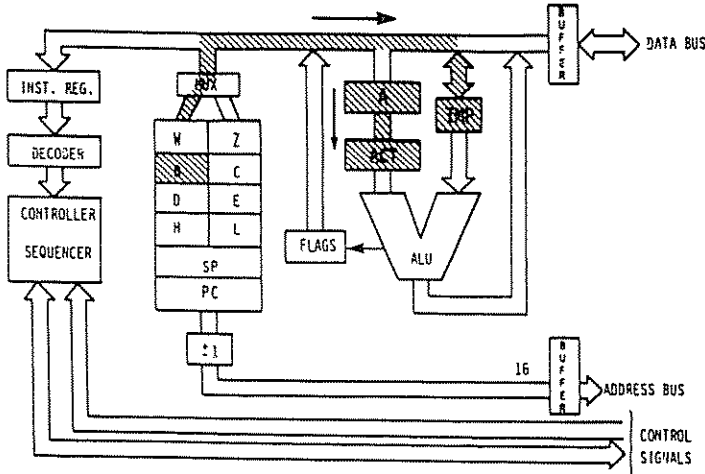 BUFFER
DATA BUS
MUX
INST. REG.
A
TMP
W Z
DECODER
ACT
B C
D E
CONTROLLER
SEQUENCER
H L
FLAGS
ALU
SP
PC
±1
16
BUFFER
ADDRESS BUS
CONTROL
SIGNALS